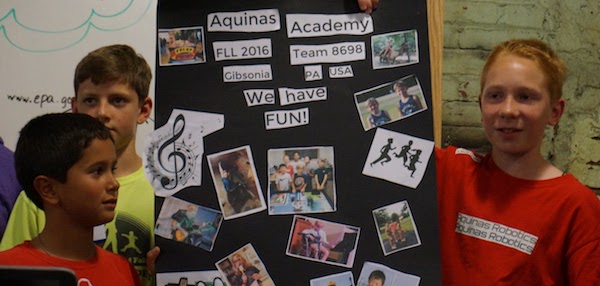 www.epa.go
Aquinas Academy
FLL 2016 Team 8698
Gibsonia PA USA
We have
FUN!
Aquinas Robotics
Aquinas Robotics